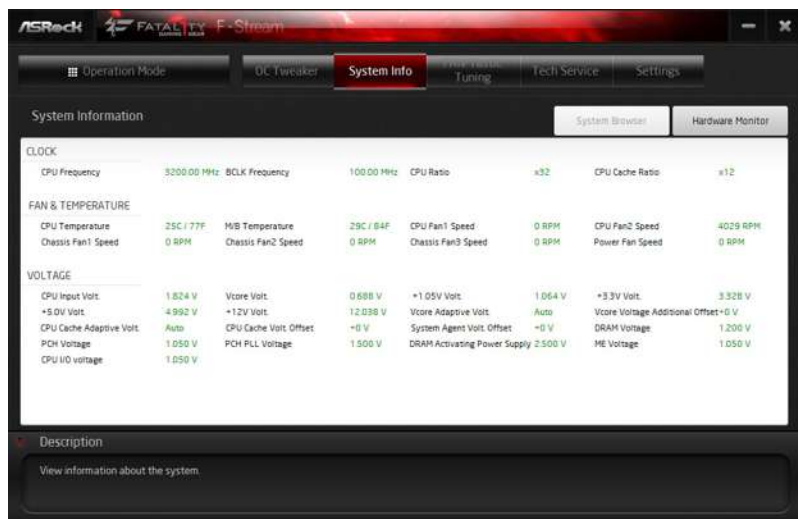 ASRock FATAL1TY GAMING GEAR F-Stream
Operation Mode OC Tweaker System Info Tuning Tech Service Settings
System Information System Browser Hardware Monitor
CLOCK
CPU Frequency 3200.00 MHz BCLK Frequency 100.00 MHz CPU Ratio x32 CPU Cache Ratio x12
FAN & TEMPERATURE
CPU Temperature 25C / 77F M/B Temperature 29C / 84F CPU Fan1 Speed 0 RPM CPU Fan2 Speed 4029 RPM
Chassis Fan1 Speed 0 RPM Chassis Fan2 Speed 0 RPM Chassis Fan3 Speed 0 RPM Power Fan Speed 0 RPM
VOLTAGE
CPU Input Volt. 1.824 V Vcore Volt. 0.688 V +1.05V Volt. 1.064 V +3.3V Volt. 3.328 V
+5.0V Volt. 4.992 V +12V Volt. 12.038 V Vcore Adaptive Volt. Auto Vcore Voltage Additional Offset +0 V
CPU Cache Adaptive Volt. Auto CPU Cache Volt. Offset +0 V System Agent Volt. Offset +0 V DRAM Voltage 1.200 V
PCH Voltage 1.050 V PCH PLL Voltage 1.500 V DRAM Activating Power Supply 2.500 V ME Voltage 1.050 V
CPU I/O voltage 1.050 V
Description
View information about the system.